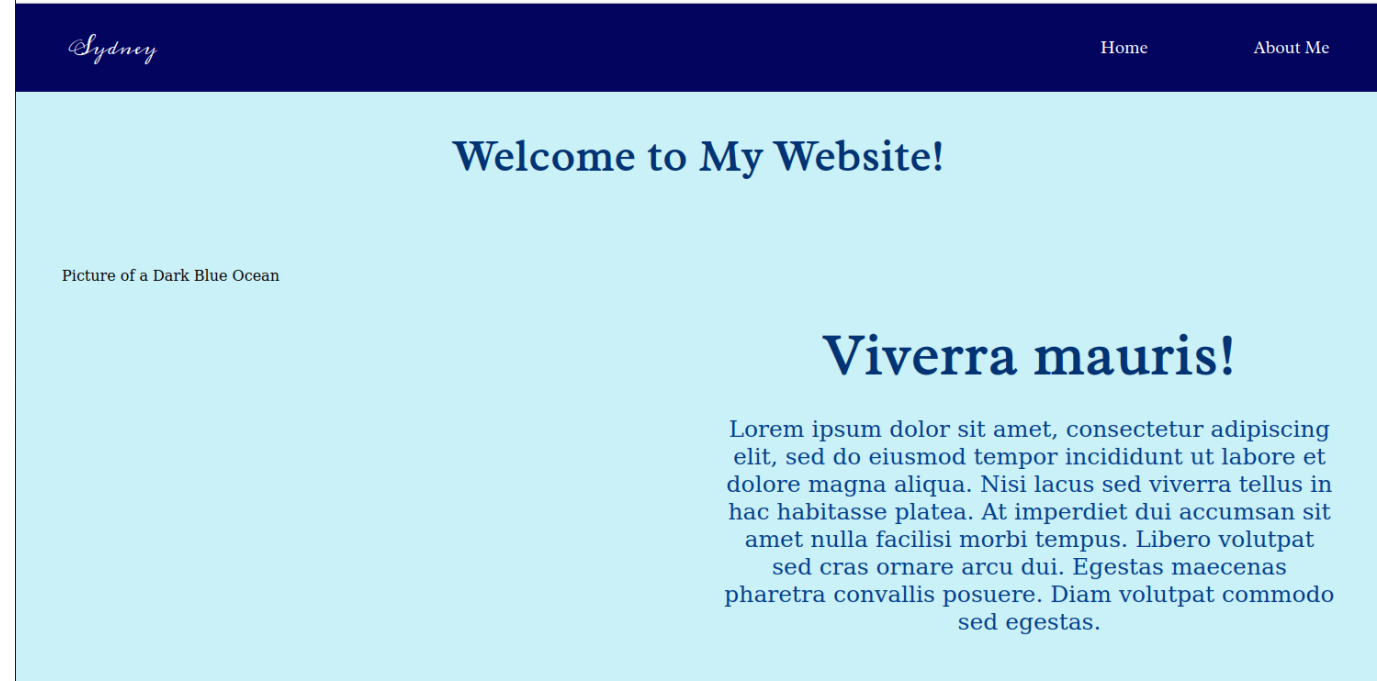 Sydney
Home
About Me
Welcome to My Website!
Picture of a Dark Blue Ocean
Viverra mauris!
Lorem ipsum dolor sit amet, consectetur adipiscing
elit, sed do eiusmod tempor incididunt ut labore et
dolore magna aliqua. Nisi lacus sed viverra tellus in
hac habitasse platea. At imperdiet dui accumsan sit
amet nulla facilisi morbi tempus. Libero volutpat
sed cras ornare arcu dui. Egestas maecenas
pharetra convallis posuere. Diam volutpat commodo
sed egestas.